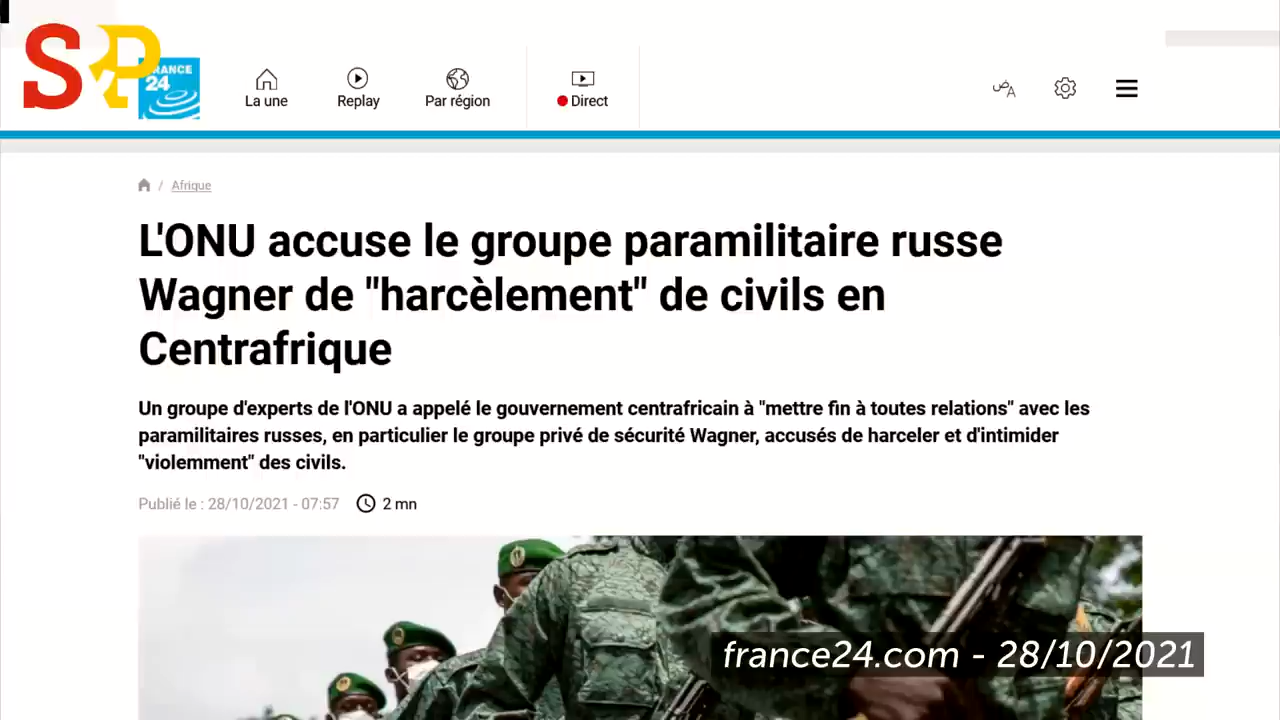 SRP
FRANCE
24
La une
Replay
Par région
Direct
/ Afrique
L'ONU accuse le groupe paramilitaire russe
Wagner de "harcèlement" de civils en
Centrafrique
Un groupe d'experts de l'ONU a appelé le gouvernement centrafricain à "mettre fin à toutes relations" avec les
paramilitaires russes, en particulier le groupe privé de sécurité Wagner, accusés de harceler et d'intimider
"violemment" des civils.
Publié le : 28/10/2021 - 07:57 2 mn
france24.com - 28/10/2021